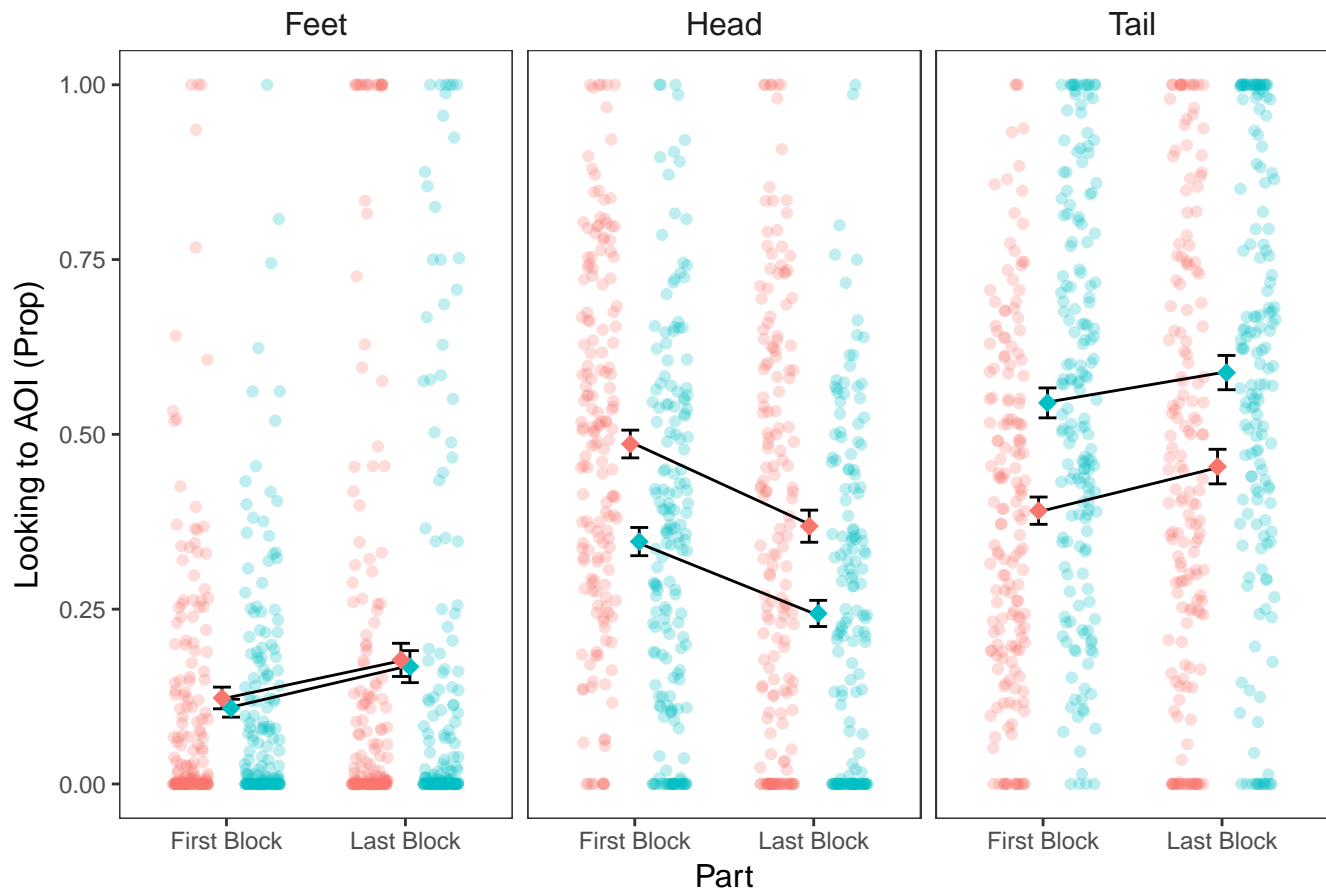 Feet Head Tail
1.00
0.75
0.50
0.25
0.00
Looking to AOI (Prop)
First Block Last Block First Block Last Block First Block Last Block
Part